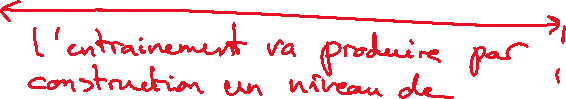 l'entrainement va produire par
construction un niveau de